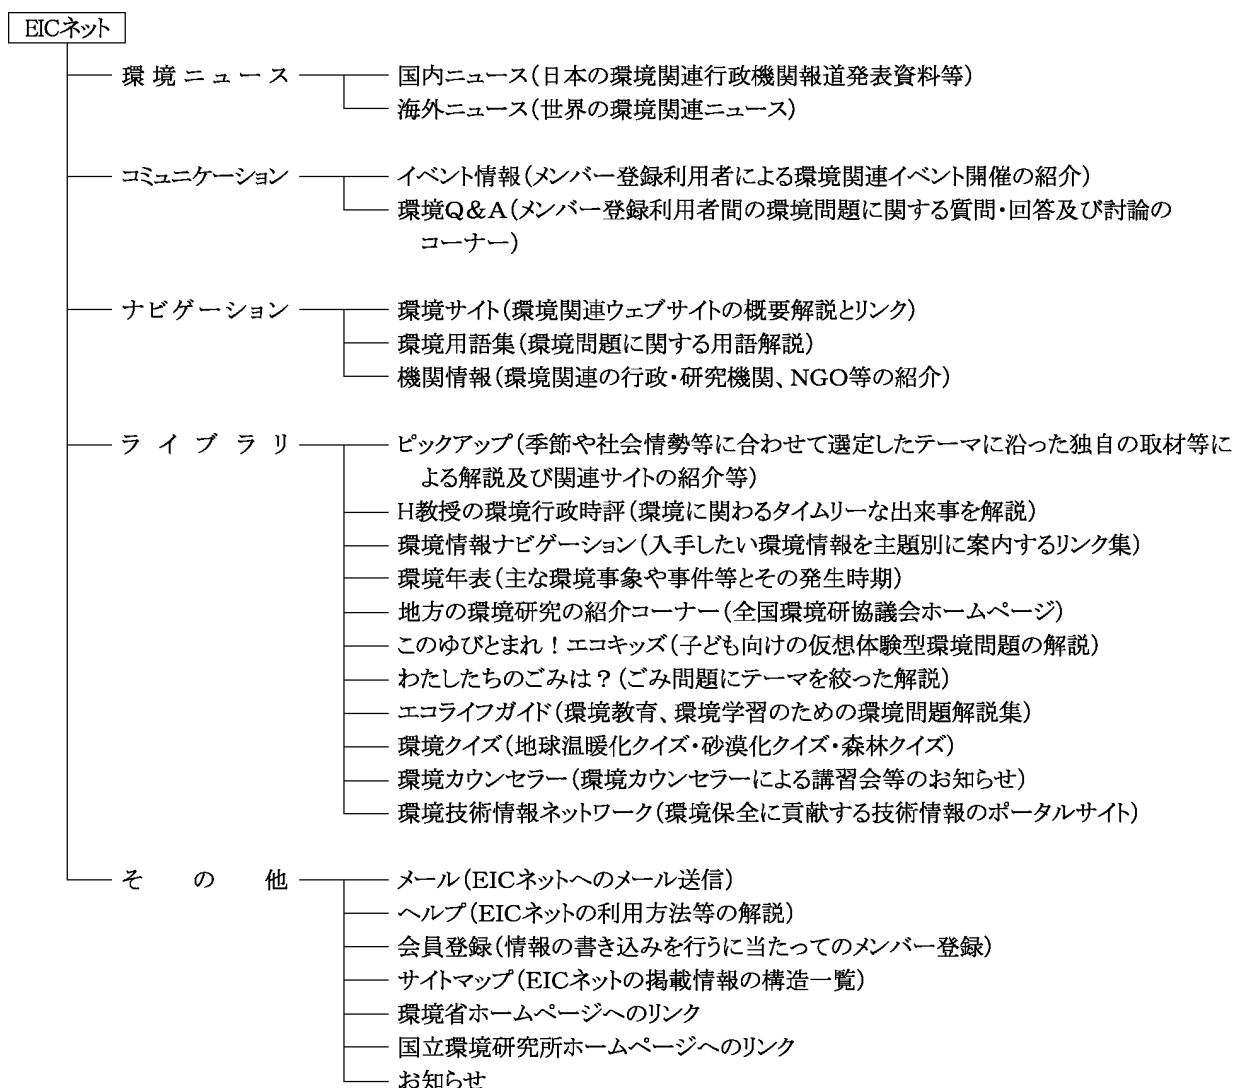 EICネット
環境ニュース 国内ニュース(日本の環境関連行政機関報道発表資料等)
海外ニュース(世界の環境関連ニュース)
コミュニケーション イベント情報(メンバー登録利用者による環境関連イベント開催の紹介)
環境Q&A(メンバー登録利用者間の環境問題に関する質問・回答及び討論の
コーナー)
ナビゲーション 環境サイト(環境関連ウェブサイトの概要解説とリンク)
環境用語集(環境問題に関する用語解説)
機関情報(環境関連の行政・研究機関、NGO等の紹介)
ライブラリ ピックアップ(季節や社会情勢等に合わせて選定したテーマに沿った独自の取材等に
よる解説及び関連サイトの紹介等)
H教授の環境行政時評(環境に関わるタイムリーな出来事を解説)
環境情報ナビゲーション(入手したい環境情報を主題別に案内するリンク集)
環境年表(主な環境事象や事件等とその発生時期)
地方の環境研究の紹介コーナー(全国環境研協議会ホームページ)
このゆびとまれ!エコキッズ(子ども向けの仮想体験型環境問題の解説)
わたしたちのごみは?(ごみ問題にテーマを絞った解説)
エコライフガイド(環境教育、環境学習のための環境問題解説集)
環境クイズ(地球温暖化クイズ・砂漠化クイズ・森林クイズ)
環境カウンセラー(環境カウンセラーによる講習会等のお知らせ)
環境技術情報ネットワーク(環境保全に貢献する技術情報のポータルサイト)
その他 メール(EICネットへのメール送信)
ヘルプ(EICネットの利用方法等の解説)
会員登録(情報の書き込みを行うに当たってのメンバー登録)
サイトマップ(EICネットの掲載情報の構造一覧)
環境省ホームページへのリンク
国立環境研究所ホームページへのリンク
お知らせ